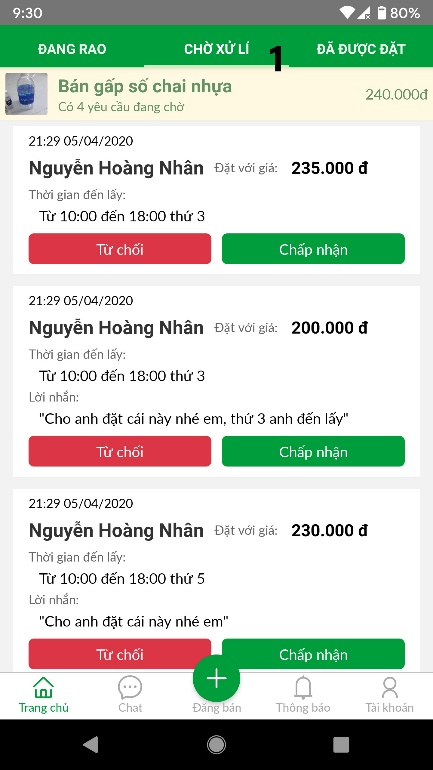 9:30
80%
ĐANG RAO
CHỜ XỬ LÍ
1
ĐÃ ĐƯỢC ĐẶT
Bán gấp số chai nhựa
240.000đ
Có 4 yêu cầu đang chờ
21:29 05/04/2020
Nguyễn Hoàng Nhân Đặt với giá: 235.000 đ
Thời gian đến lấy:
Từ 10:00 đến 18:00 thứ 3
Từ chối
Chấp nhận
21:29 05/04/2020
Nguyễn Hoàng Nhân Đặt với giá: 200.000 đ
Thời gian đến lấy:
Từ 10:00 đến 18:00 thứ 3
Lời nhắn:
"Cho anh đặt cái này nhé em, thứ 3 anh đến lấy"
Từ chối
Chấp nhận
21:29 05/04/2020
Nguyễn Hoàng Nhân Đặt với giá: 230.000 đ
Thời gian đến lấy:
Từ 10:00 đến 18:00 thứ 5
Lời nhắn:
"Cho anh đặt cái này nhé em"
Từ chối
Chấp nhận
Trang chủ
Chat
Đăng bán
Thông báo
Tài khoản